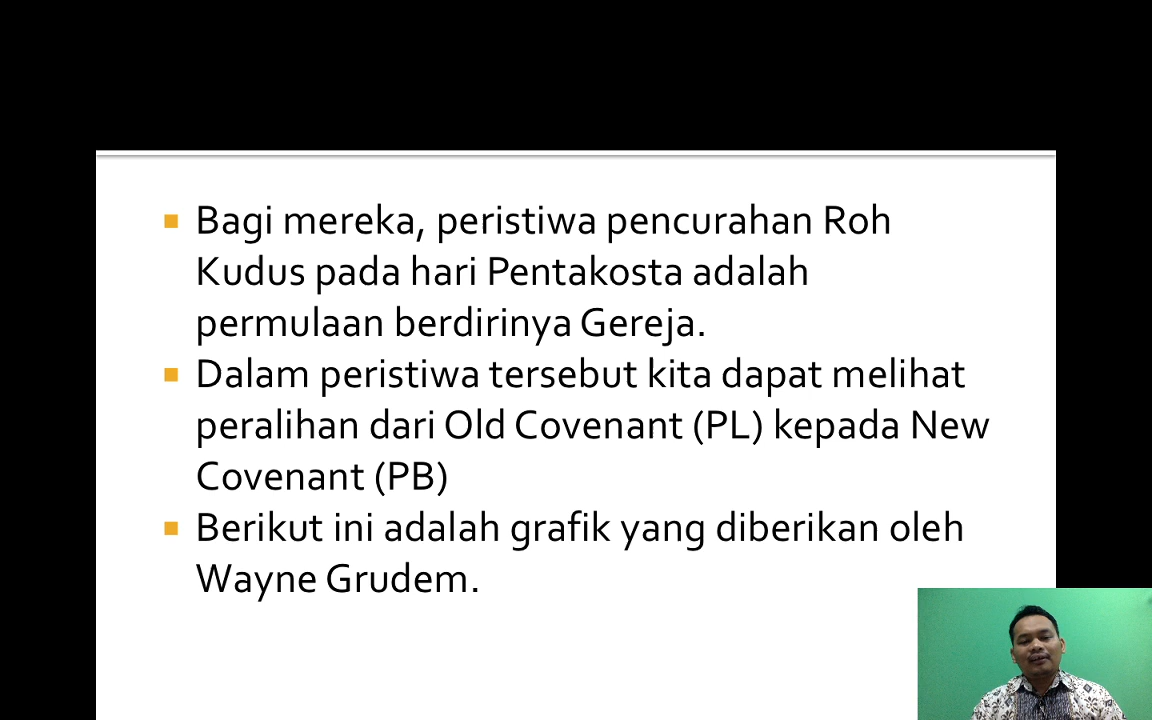 Bagi mereka, peristiwa pencurahan Roh
Kudus pada hari Pentakosta adalah
permulaan berdirinya Gereja.
Dalam peristiwa tersebut kita dapat melihat
peralihan dari Old Covenant (PL) kepada New
Covenant (PB)
Berikut ini adalah grafik yang diberikan oleh
Wayne Grudem.